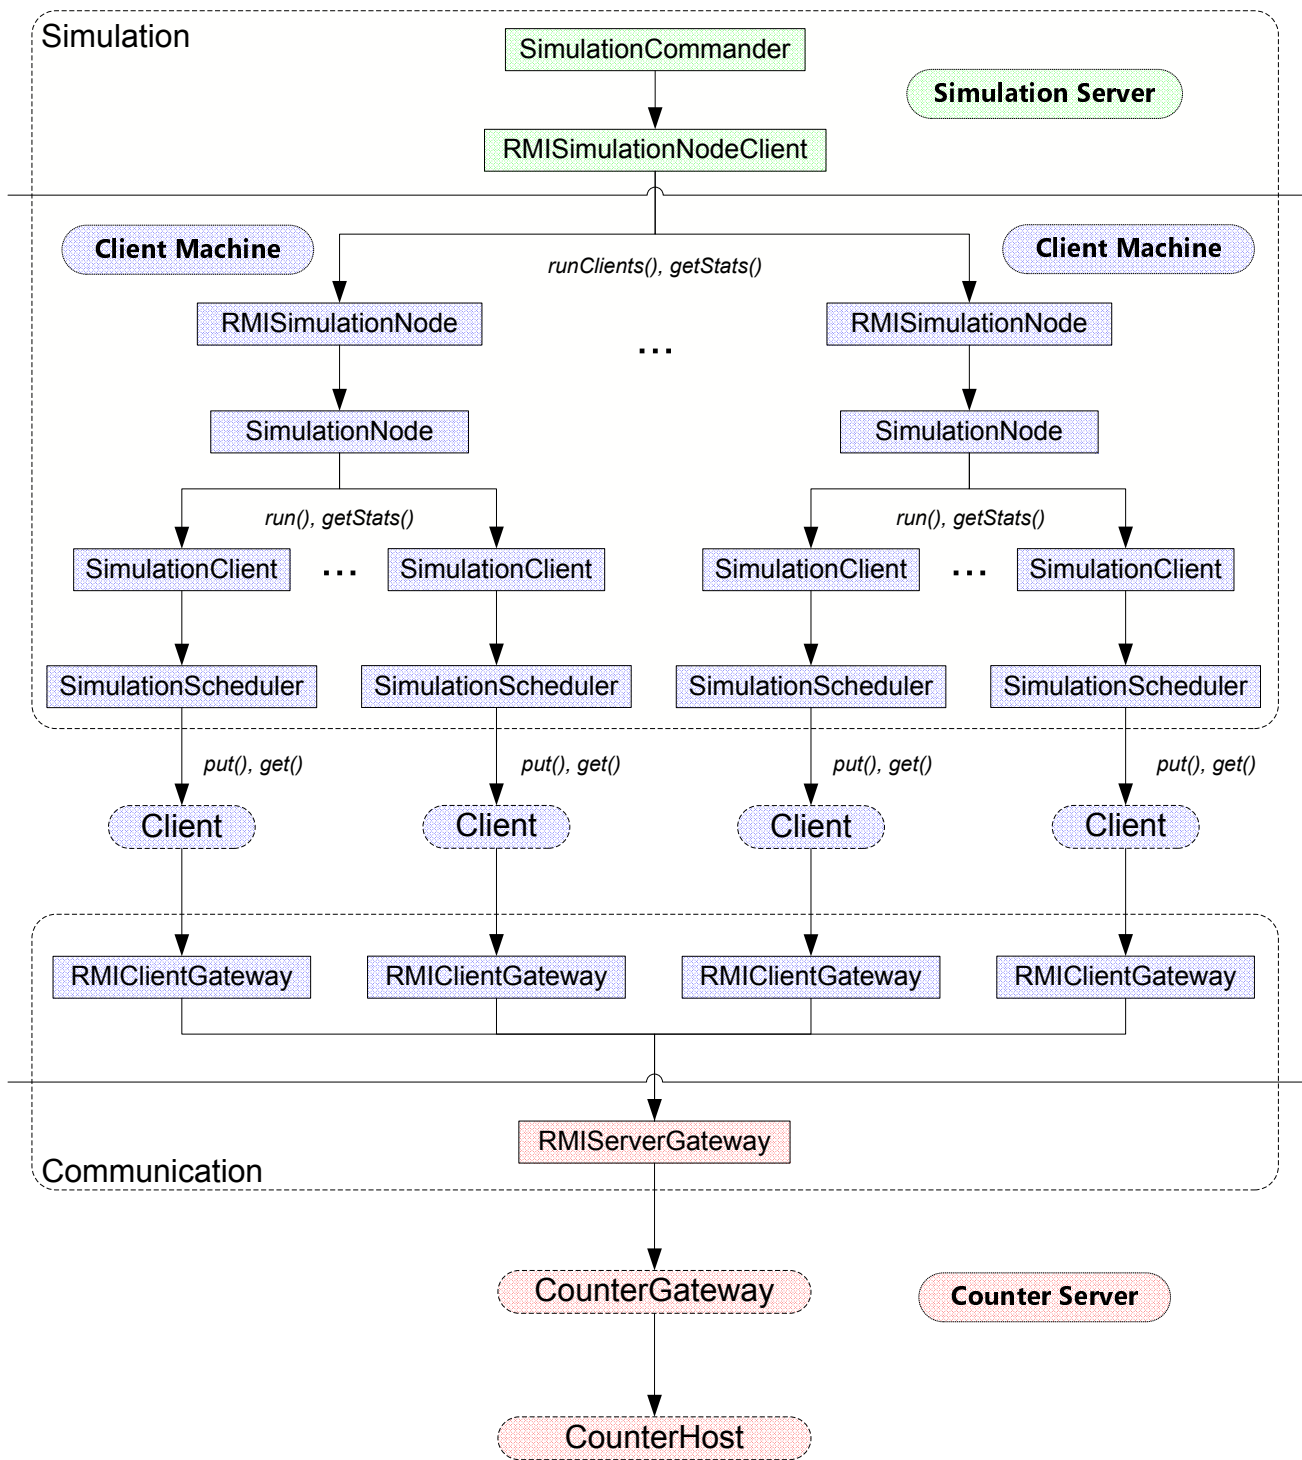 Simulation
SimulationCommander
Simulation Server
RMISimulationNodeClient
Client Machine
Client Machine
runClients(), getStats()
RMISimulationNode
...
RMISimulationNode
SimulationNode
SimulationNode
run(), getStats()
run(), getStats()
SimulationClient
...
SimulationClient
SimulationClient
...
SimulationClient
SimulationScheduler
SimulationScheduler
SimulationScheduler
SimulationScheduler
put(), get()
put(), get()
put(), get()
put(), get()
Client
Client
Client
Client
RMIClientGateway
RMIClientGateway
RMIClientGateway
RMIClientGateway
RMIServerGateway
Communication
CounterGateway
Counter Server
CounterHost